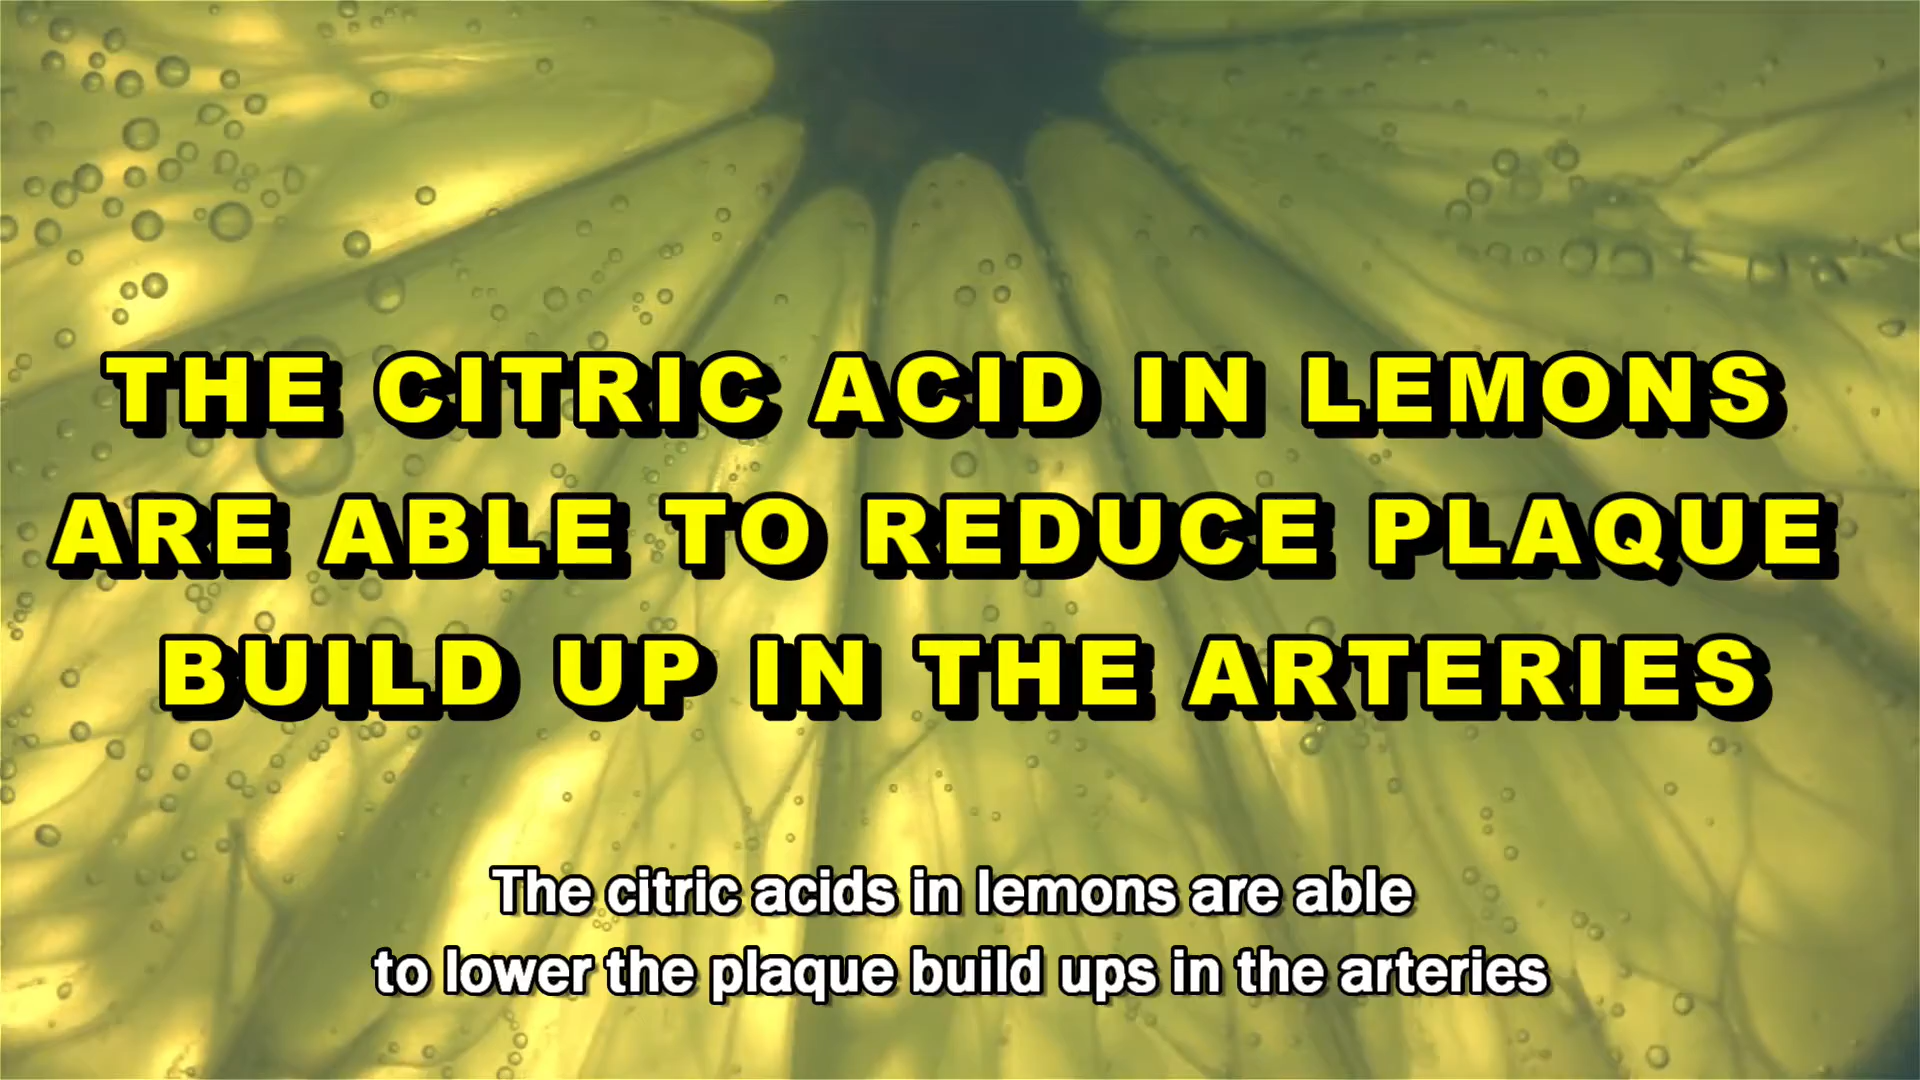 THE CITRIC ACID IN LEMONS
ARE ABLE TO REDUCE PLAQUE
BUILD UP IN THE ARTERIES
The citric acids in lemons are able
to lower the plaque build ups in the arteries